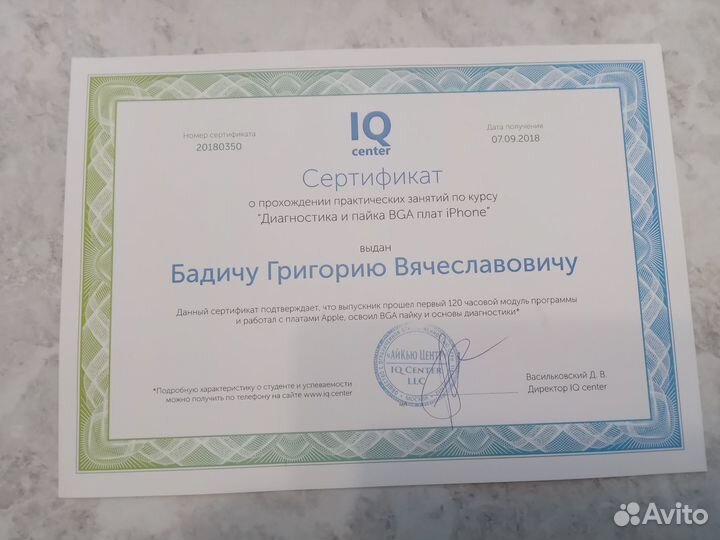 IQ
center
Номер сертификата
20180350
Дата получения
07.09.2018
Сертификат
о прохождении практических занятий по курсу
"Диагностика и пайка BGA плат iPhone"
выдан
Бадичу Григорию Вячеславовичу
Данный сертификат подтверждает, что выпускник прошел первый 120 часовой модуль программы
и работал с платами Apple, освоил BGA пайку и основы диагностики*
"АйКью Центр"
IQ Center
LLC
МОСКВА
*Подробную характеристику о студенте и успеваемости
можно получить по телефону на сайте www.iq.center
Васильковский Д. В.
Директор IQ center
Avito